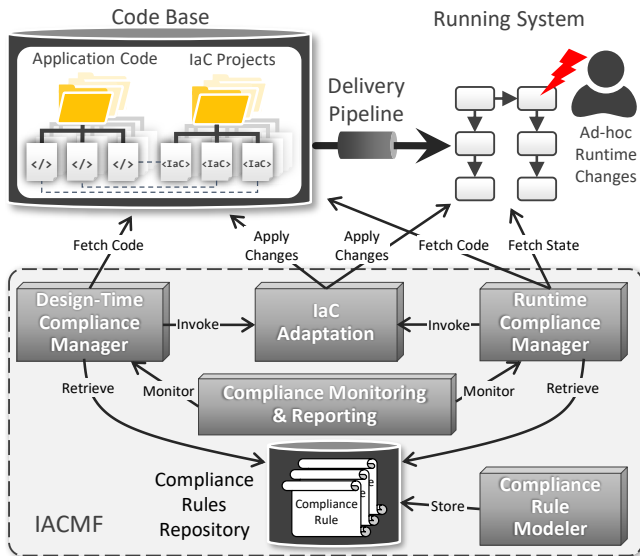 Code Base
Running System
Application Code
IaC Projects
</>
</>
</>
<IaC>
<IaC>
<IaC>
Delivery
Pipeline
Ad-hoc
Runtime
Changes
Fetch Code
Apply
Changes
Apply
Changes
Fetch Code
Fetch State
Design-Time
Compliance
Manager
Invoke
IaC
Adaptation
Invoke
Runtime
Compliance
Manager
Retrieve
Monitor
Compliance Monitoring
& Reporting
Monitor
Retrieve
Compliance
Rules
Repository
Compliance
Rule
Store
Compliance
Rule
Modeler
IACMF